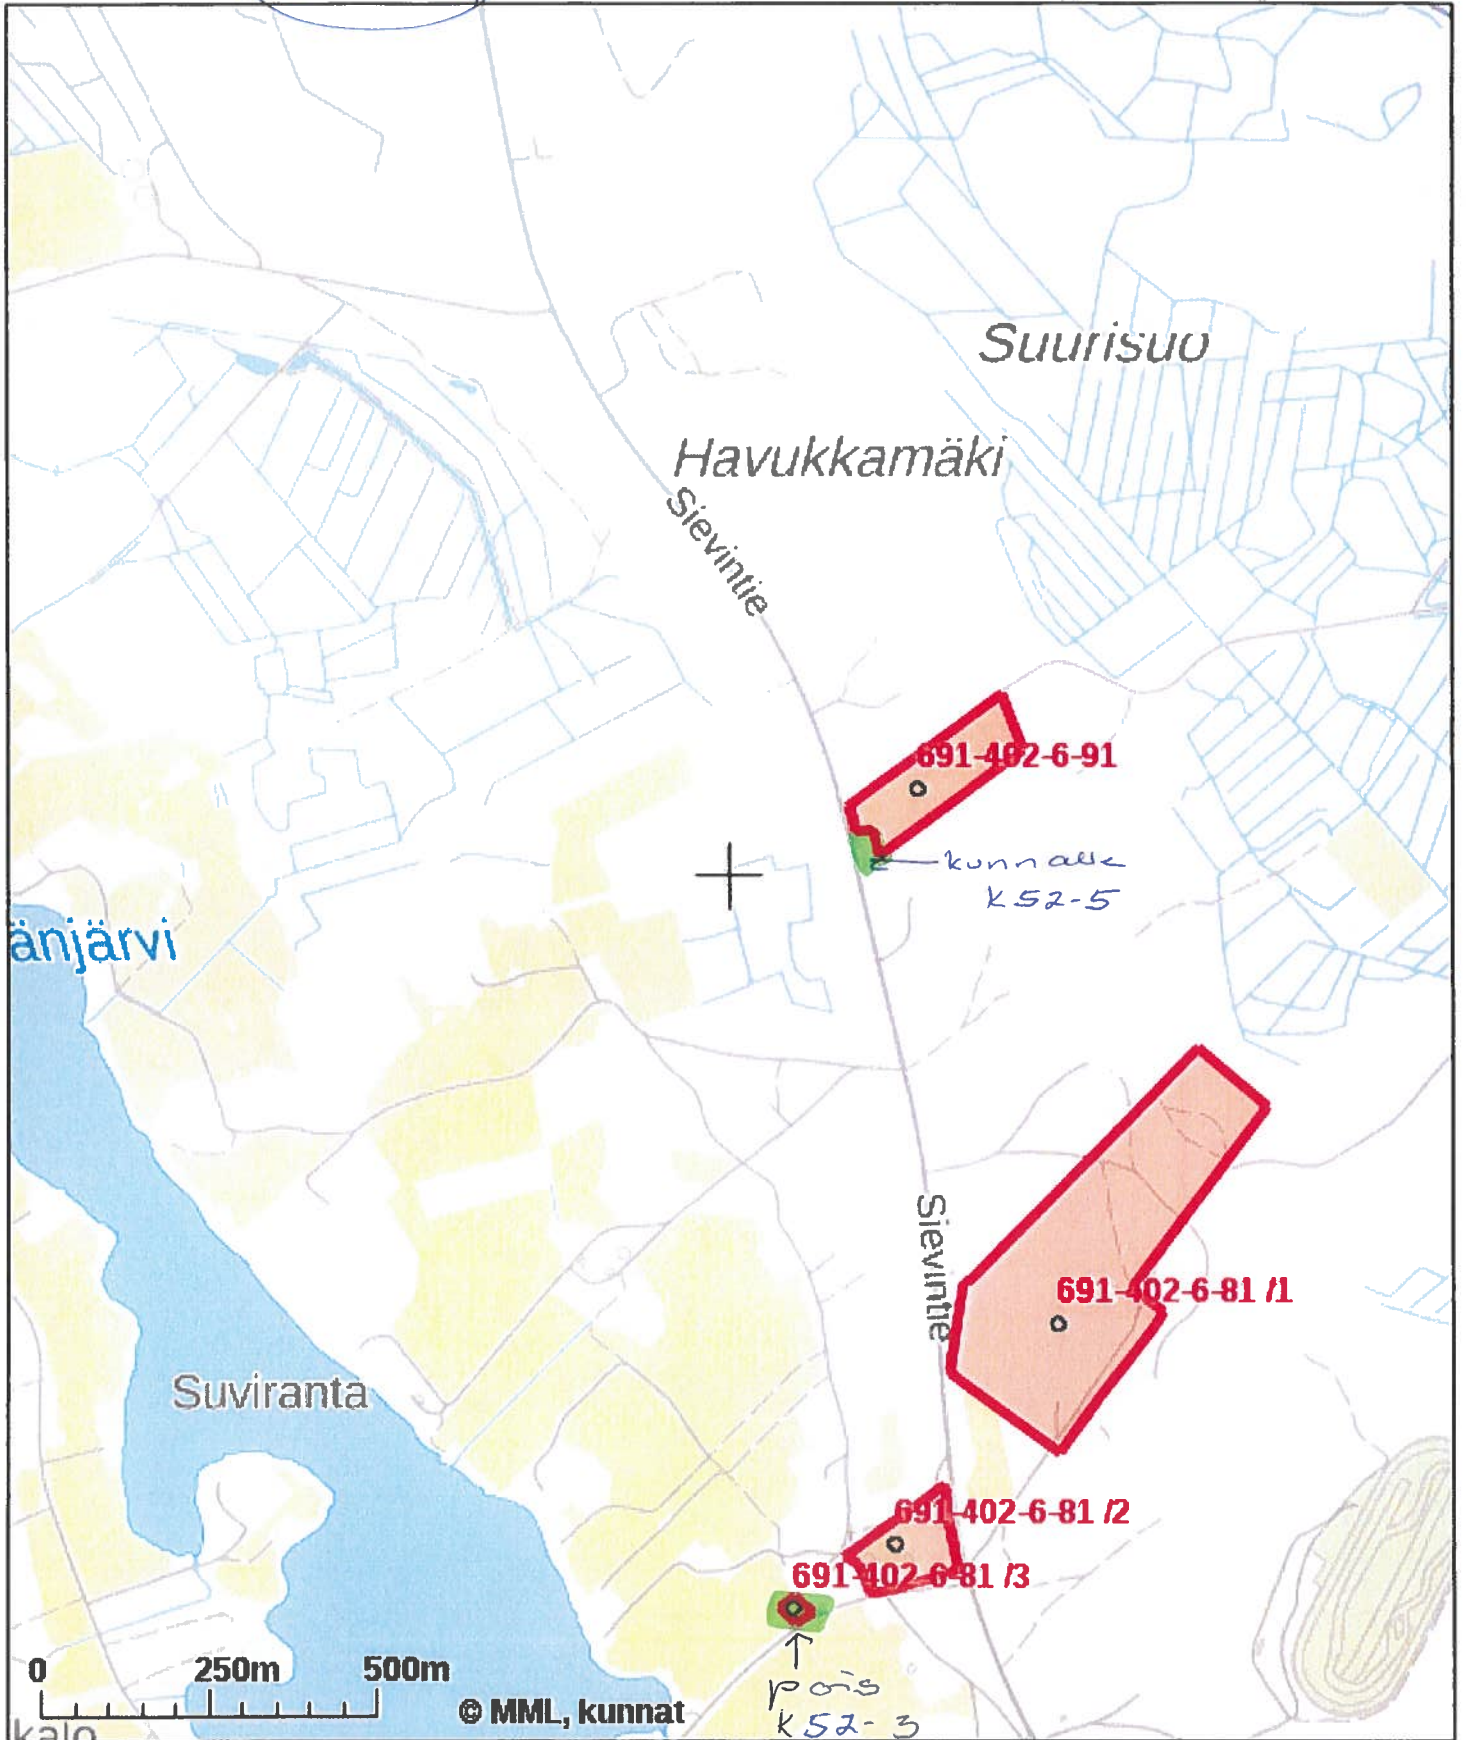 Suurisuo
Havukkamäki
Sievintie
691-402-6-91
kunnalle
K52-5
änjärvi
Sievintie
691-402-6-81 /1
Suviranta
691-402-6-81 /2
691-402-6-81 /3
0 250m 500m
© MML, kunnat
pois
K52-3
kalo